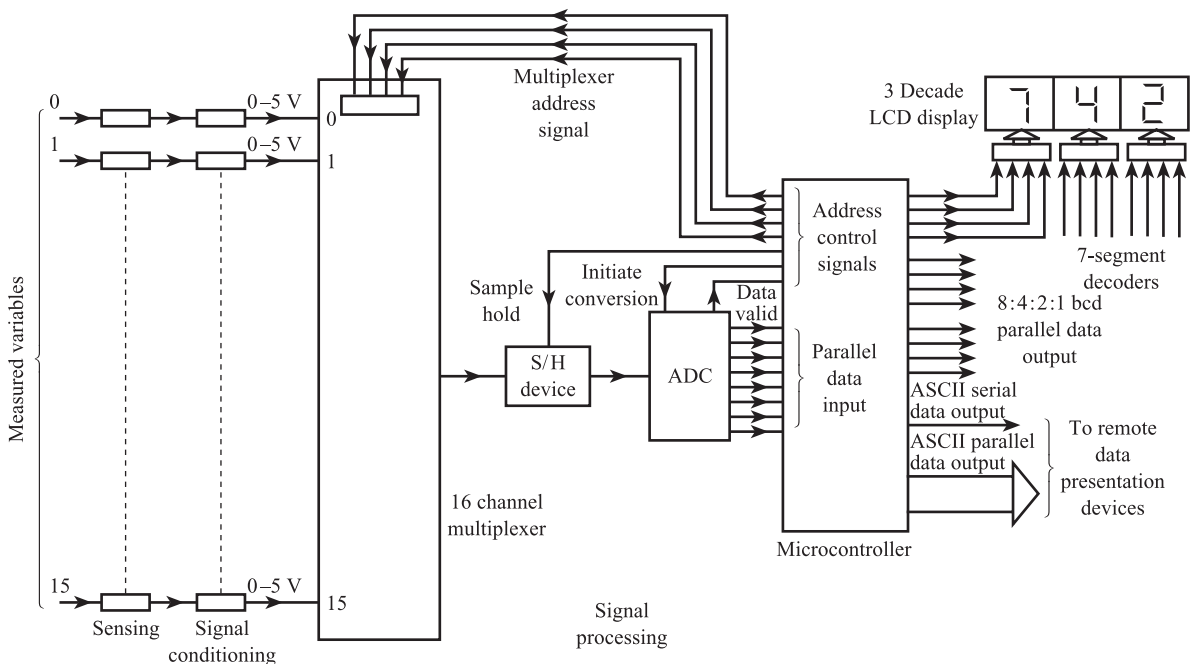 Multiplexer
address
signal
3 Decade
LCD display
7 4 2
0
0–5 V
0
1
0–5 V
1
Measured variables
Address
control
signals
7-segment
decoders
Initiate
conversion
Sample
hold
Data
valid
8:4:2:1 bcd
parallel data
output
S/H
device
ADC
Parallel
data
input
ASCII serial
data output
ASCII parallel
data output
To remote
data
presentation
devices
16 channel
multiplexer
Microcontroller
15
0–5 V
15
Sensing
Signal
conditioning
Signal
processing